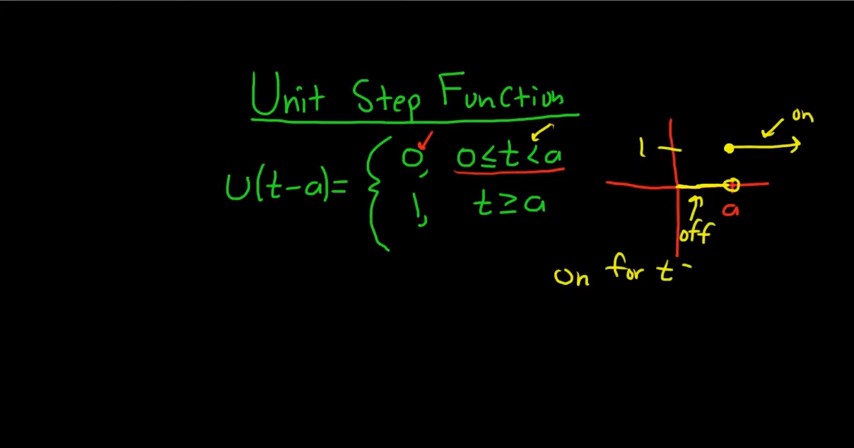 Unit Step Function
U(t-a)= { 0, 0≤t<a
1, t≥a
1
on
a
off
on for t